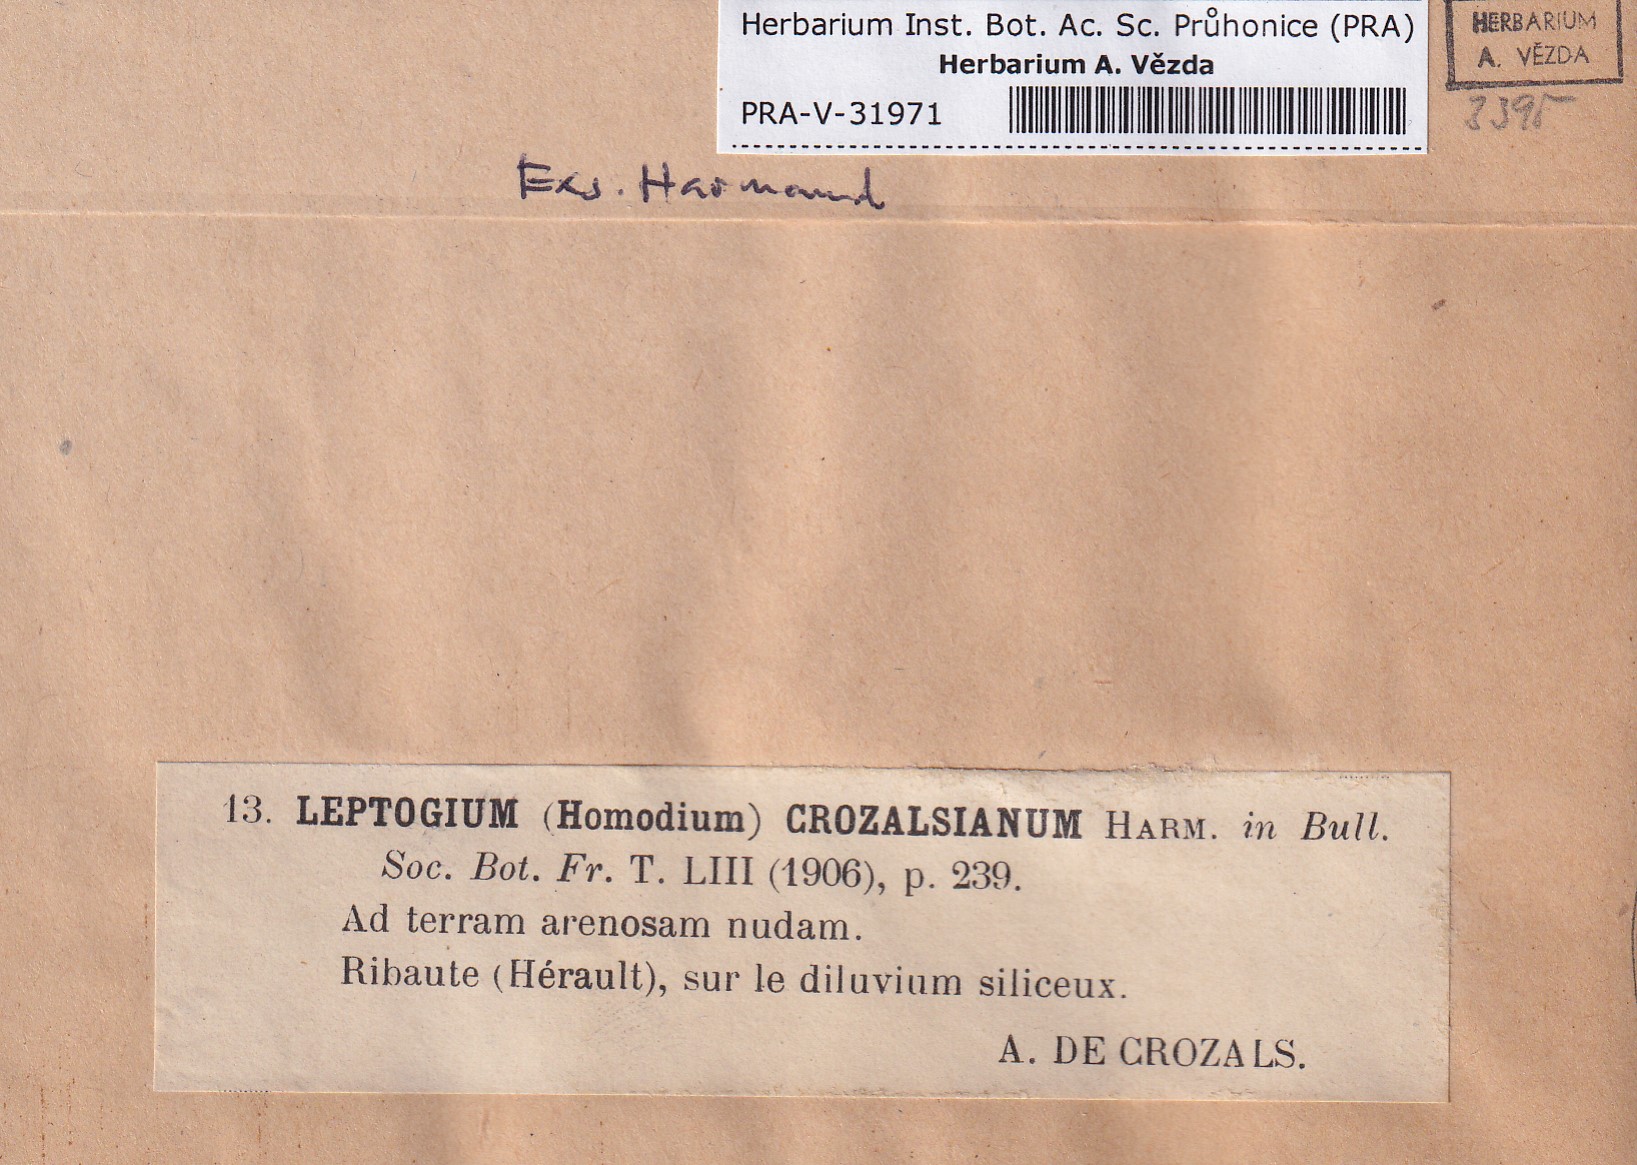 Herbarium Inst. Bot. Ac. Sc. Průhonice (PRA)
Herbarium A. Vězda
PRA-V-31971
HERBARIUM
A. VĚZDA
3395
Exs. Harmand
13. LEPTOGIUM (Homodium) CROZALSIANUM HARM. in Bull.
Soc. Bot. Fr. T. LIII (1906), p. 239.
Ad terram arenosam nudam.
Ribaute (Hérault), sur le diluvium siliceux.
A. DE CROZALS.